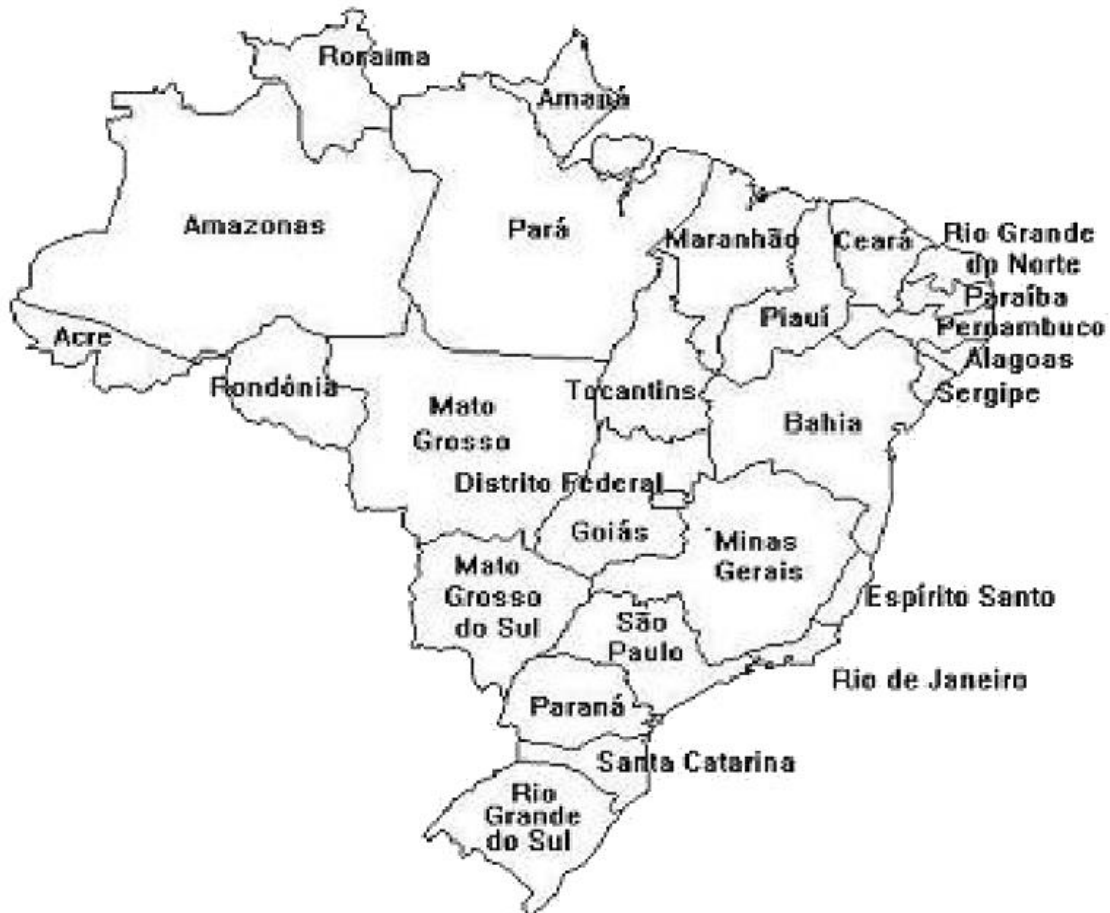 Roraima
Amapá
Amazonas
Pará
Maranhão
Ceará
Rio Grande
do Norte
Paraíba
Piauí
Pernambuco
Acre
Alagoas
Rondônia
Tocantins
Sergipe
Mato
Grosso
Bahia
Distrito Federal
Goiás
Minas
Gerais
Mato
Grosso
do Sul
Espírito Santo
São
Paulo
Rio de Janeiro
Paraná
Santa Catarina
Rio
Grande
do Sul